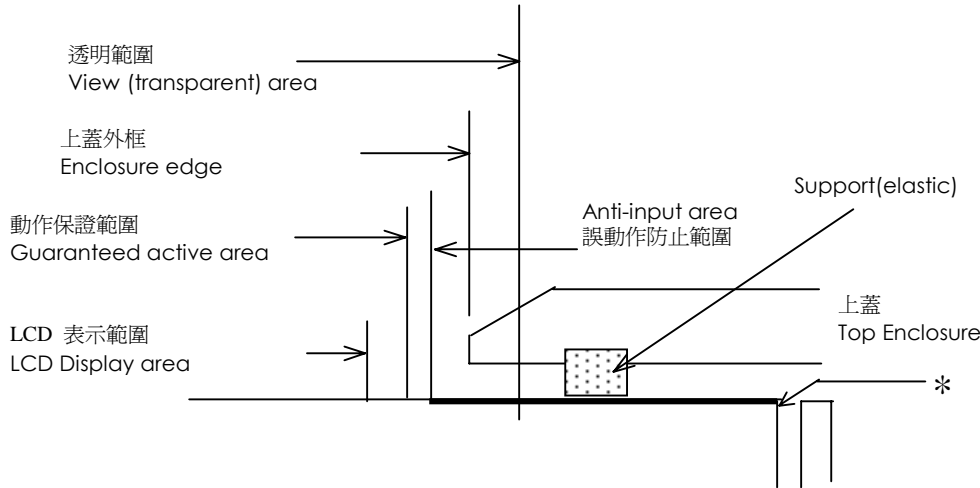 透明範圍
View (transparent) area
上蓋外框
Enclosure edge
Support(elastic)
動作保證範圍
Guaranteed active area
Anti-input area
誤動作防止範圍
LCD 表示範圍
LCD Display area
上蓋
Top Enclosure
*